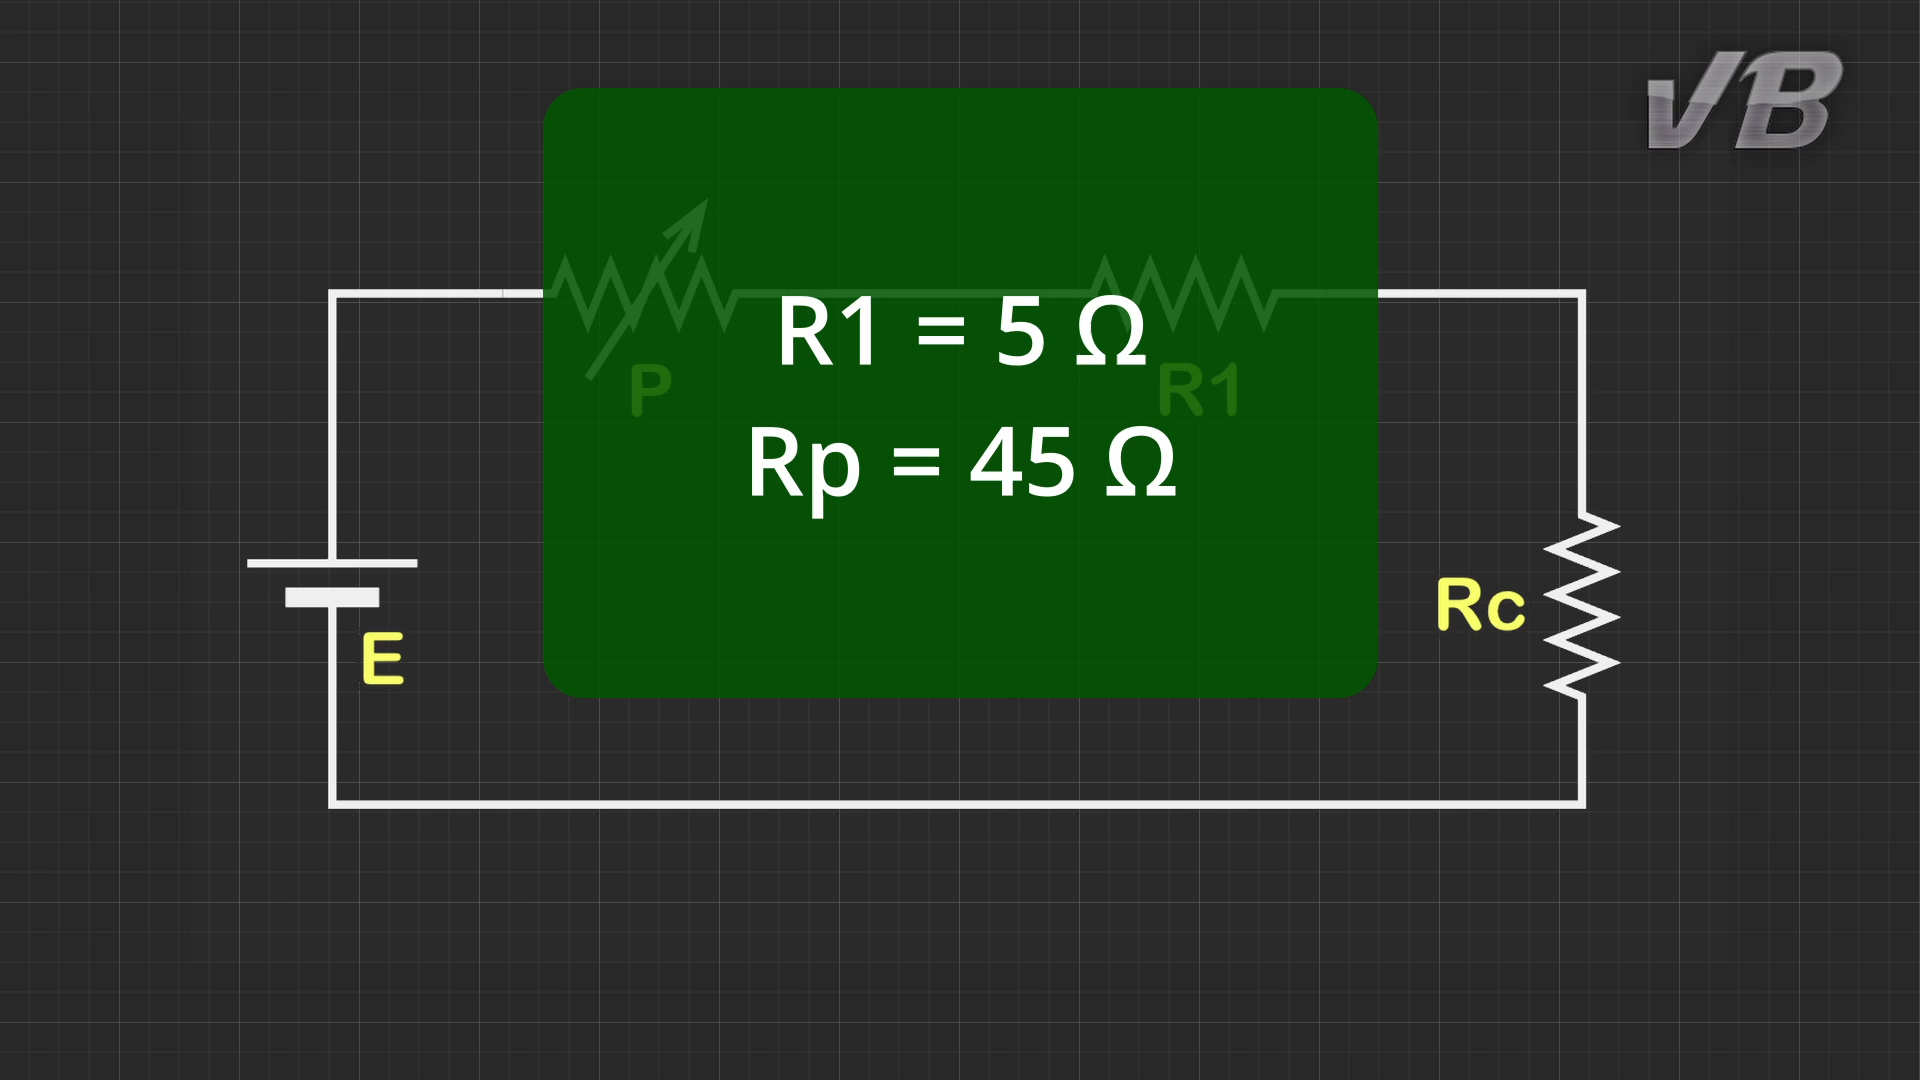 VB
R1 = 5 Ω
P
R1
Rp = 45 Ω
Rc
E